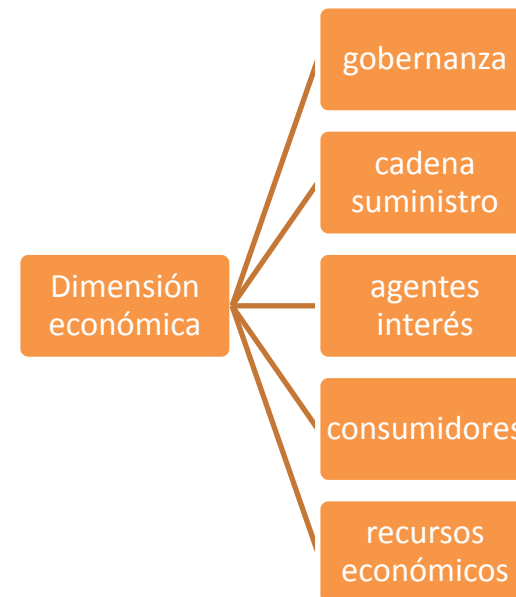 gobernanza
cadena
suministro
Dimensión
económica
agentes
interés
consumidores
recursos
económicos